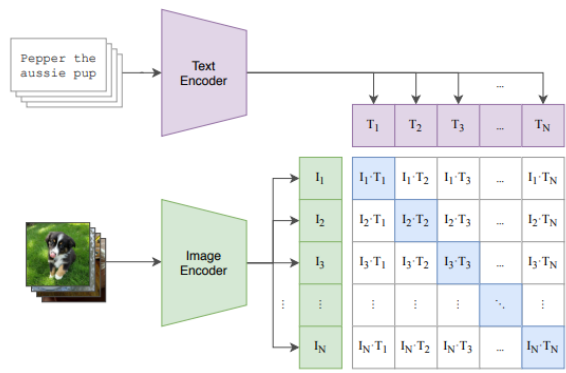 Pepper the
aussie pup
Text
Encoder
...
T1 T2 T3 ... TN
I1 I1·T1 I1·T2 I1·T3 ... I1·TN
I2 I2·T1 I2·T2 I2·T3 ... I2·TN
Image
Encoder
I3 I3·T1 I3·T2 I3·T3 ... I3·TN
⋮ ⋮ ⋮ ⋮ ⋮ ⋱ ⋮
IN IN·T1 IN·T2 IN·T3 ... IN·TN